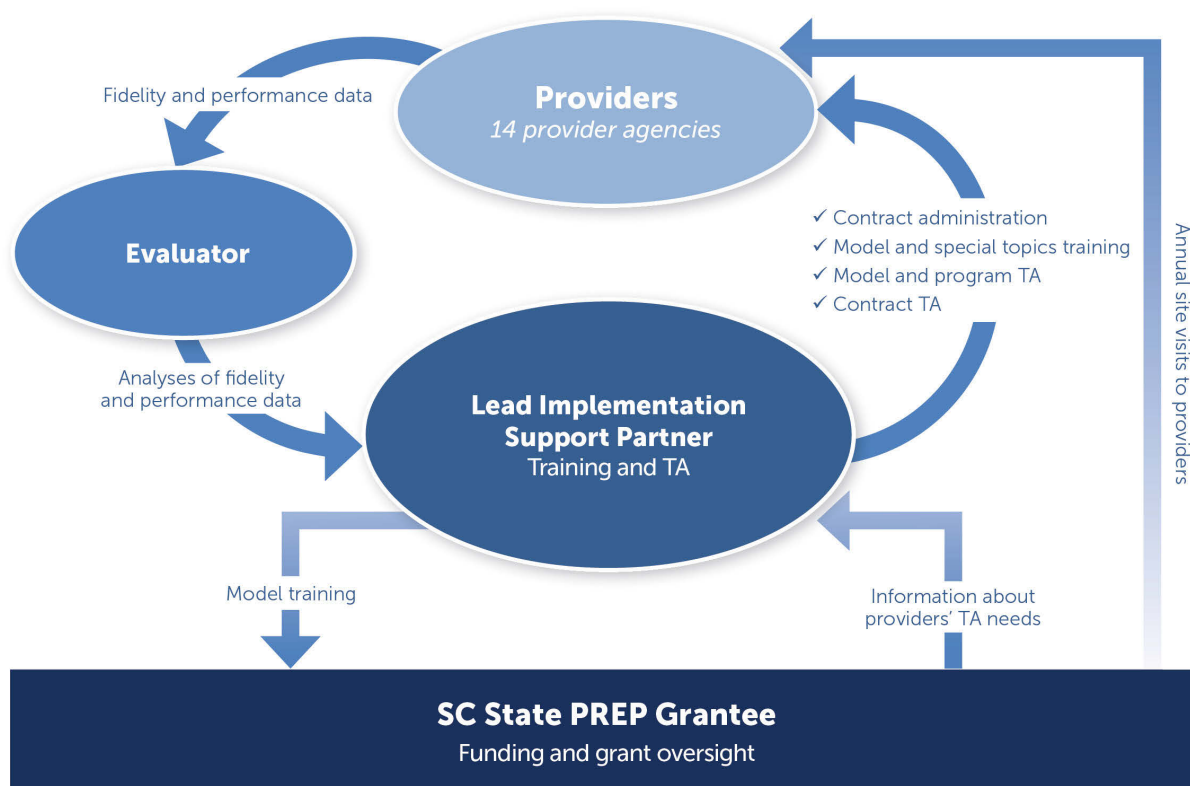 Providers
14 provider agencies
Fidelity and performance data
Evaluator
✓ Contract administration
✓ Model and special topics training
✓ Model and program TA
✓ Contract TA
Annual site visits to providers
Analyses of fidelity
and performance data
Lead Implementation
Support Partner
Training and TA
Model training
Information about
providers’ TA needs
SC State PREP Grantee
Funding and grant oversight